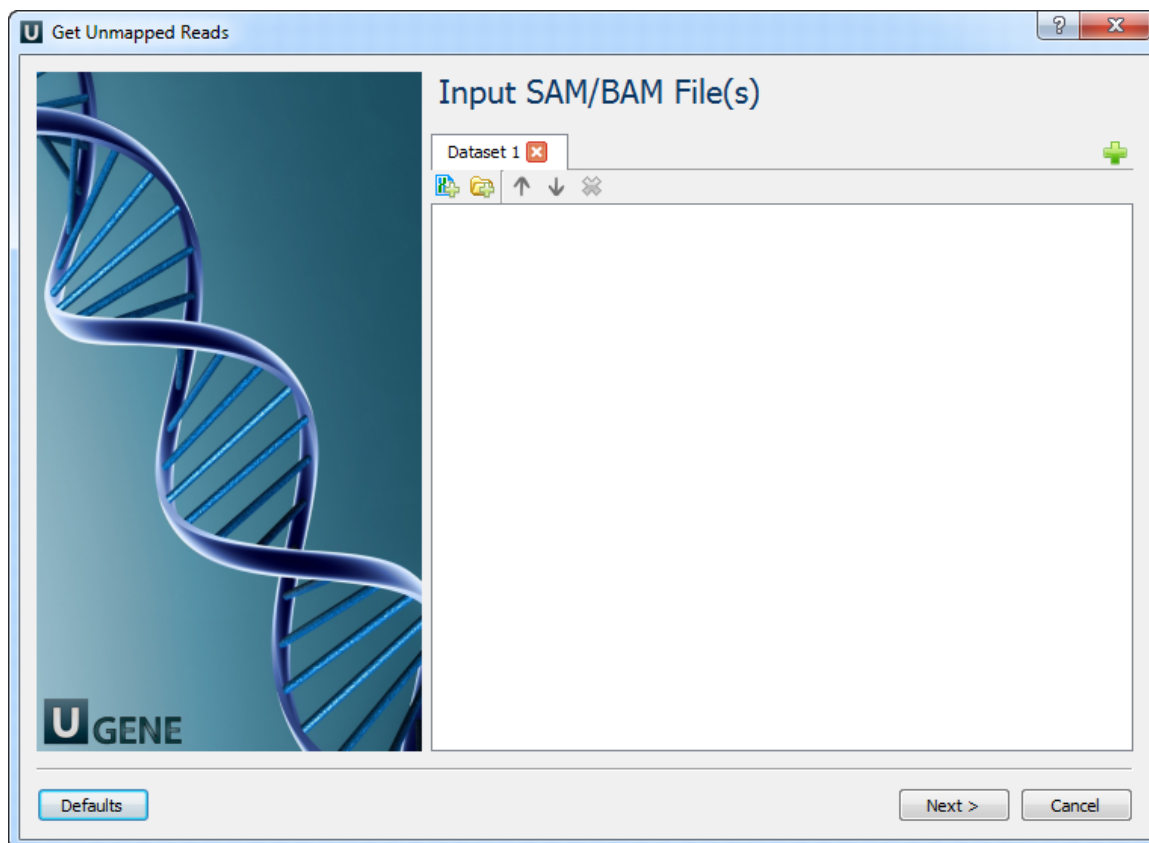 U Get Unmapped Reads
Input SAM/BAM File(s)
Dataset 1
U GENE
Defaults
Next >
Cancel